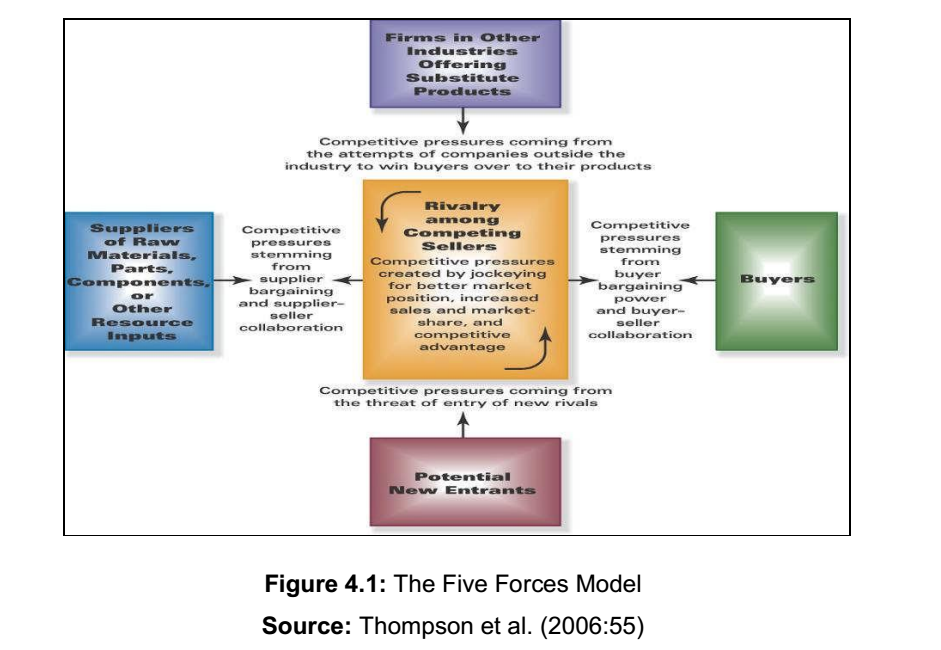 Firms in Other
Industries
Offering
Substitute
Products
Competitive pressures coming from
the attempts of companies outside the
industry to win buyers over to their products
Suppliers
of Raw
Materials,
Parts,
Components,
or
Other
Resource
Inputs
Competitive
pressures
stemming
from
supplier
bargaining
and supplier–
seller
collaboration
Rivalry
among
Competing
Sellers
Competitive pressures
created by jockeying
for better market
position, increased
sales and market-
share, and
competitive
advantage
Competitive
pressures
stemming
from
buyer
bargaining
power
and buyer–
seller
collaboration
Buyers
Competitive pressures coming from
the threat of entry of new rivals
Potential
New Entrants
Figure 4.1: The Five Forces Model
Source: Thompson et al. (2006:55)